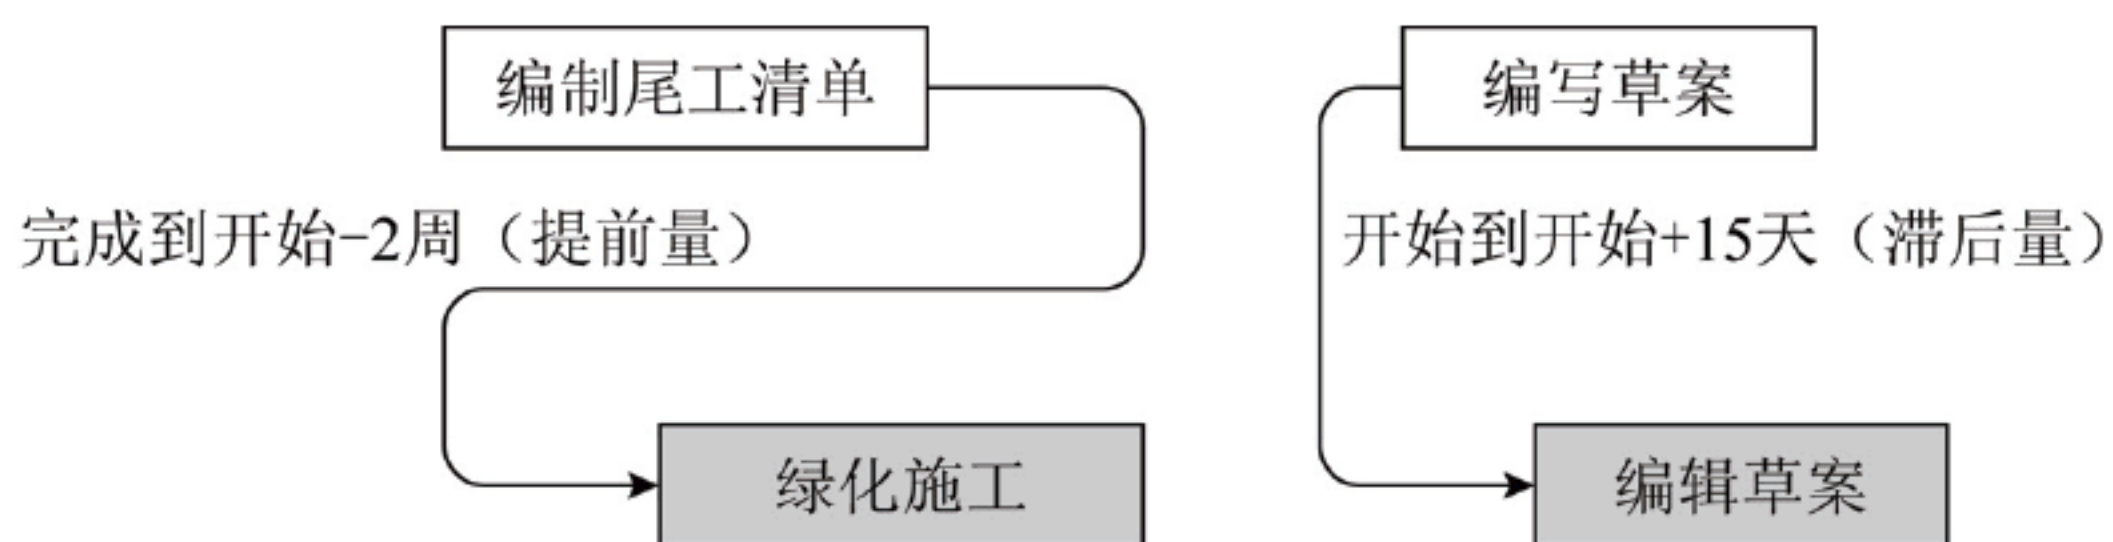 编制尾工清单
编写草案
完成到开始-2周（提前量）
开始到开始+15天（滞后量）
绿化施工
编辑草案